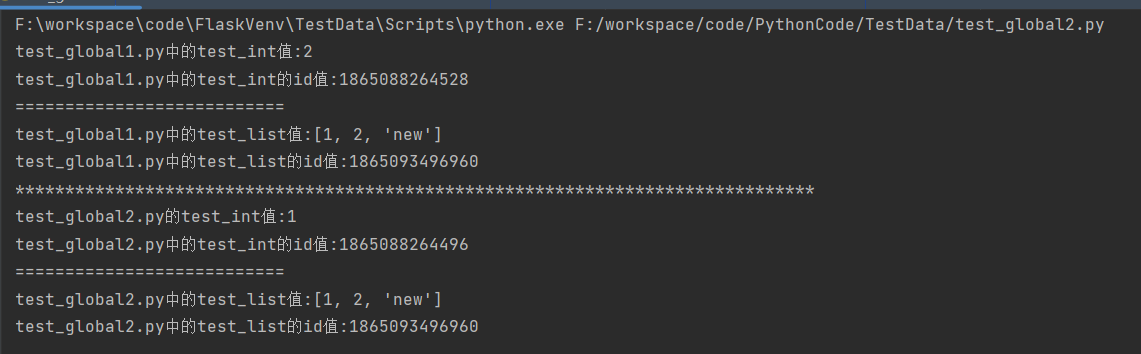 F:\workspace\code\FlaskVenv\TestData\Scripts\python.exe F:/workspace/code/PythonCode/TestData/test_global2.py
test_global1.py中的test_int值:2
test_global1.py中的test_int的id值:1865088264528
===========================
test_global1.py中的test_list值:[1, 2, 'new']
test_global1.py中的test_list的id值:1865093496960
********************************************************************************
test_global2.py的test_int值:1
test_global2.py中的test_int的id值:1865088264496
===========================
test_global2.py中的test_list值:[1, 2, 'new']
test_global2.py中的test_list的id值:1865093496960